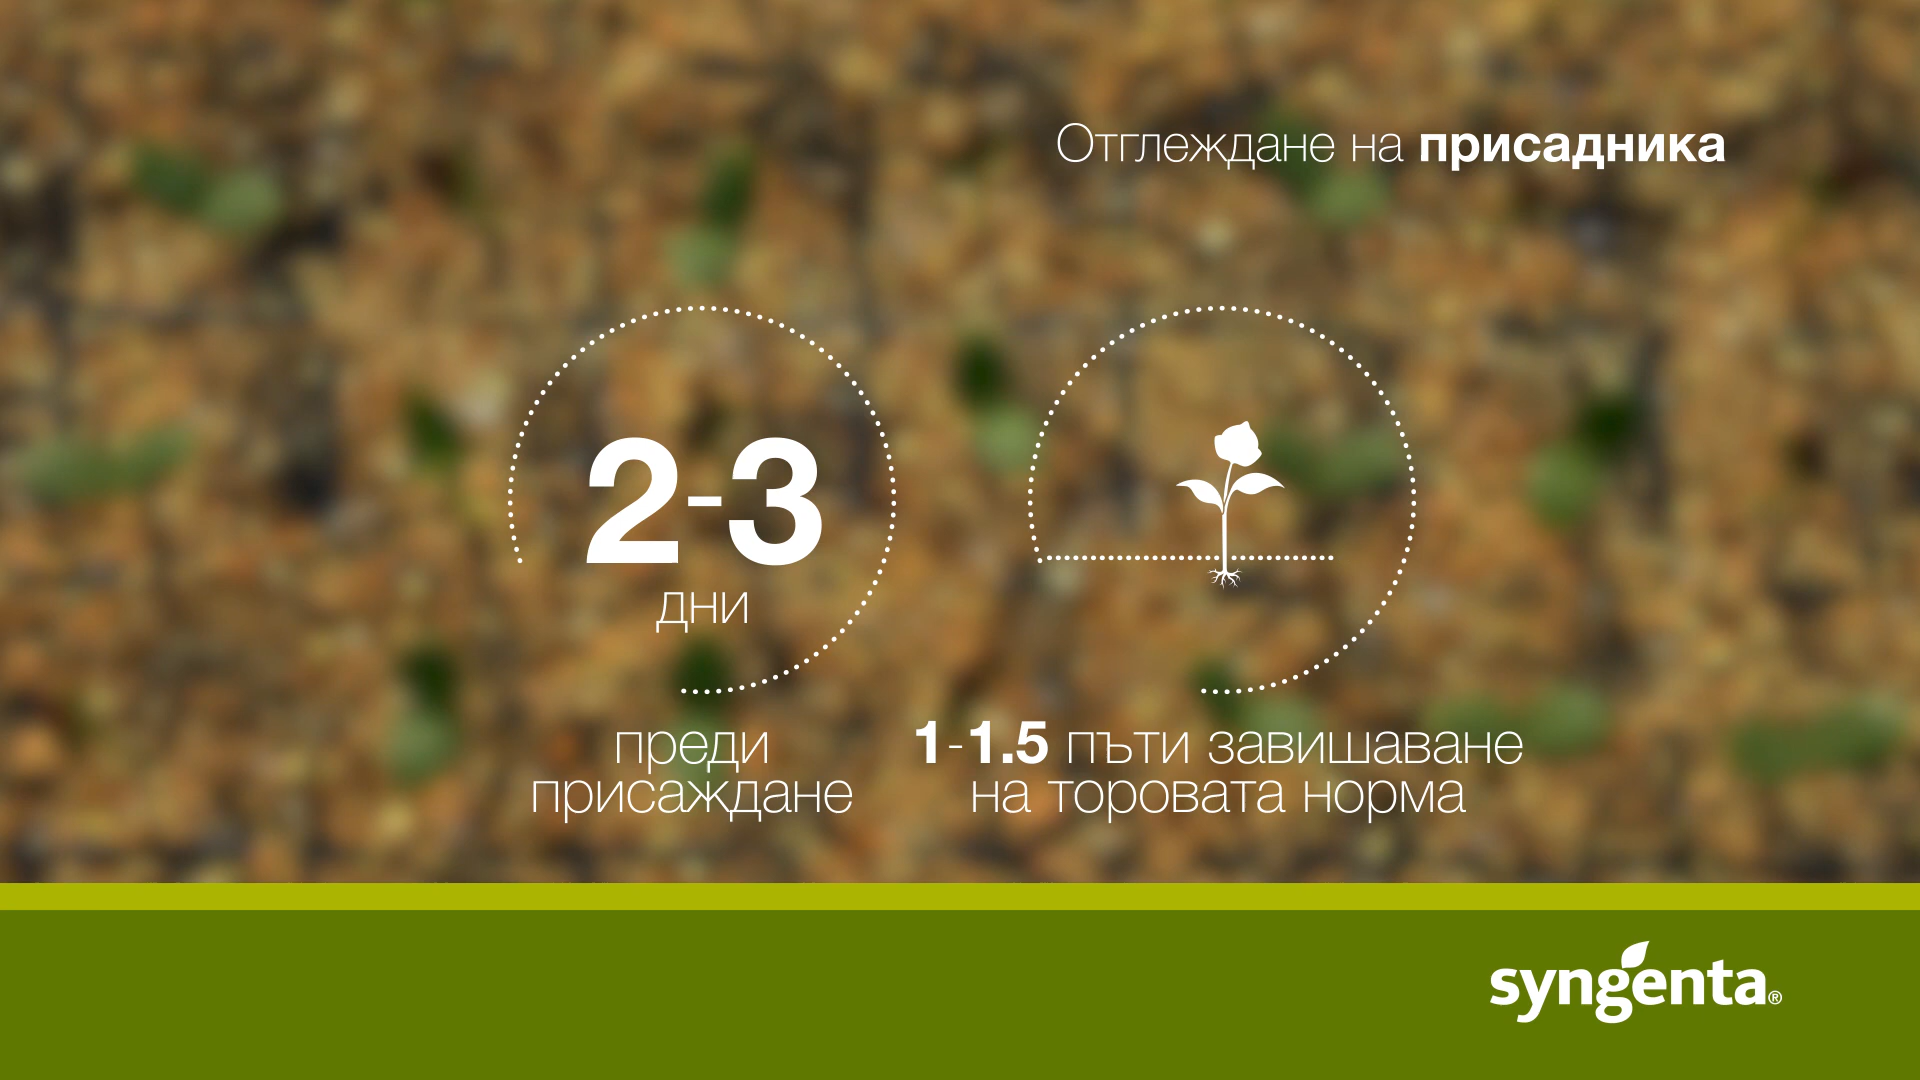 Отглеждане на присадника
2-3
дни
преди
присаждане
1-1.5 пъти завишаване
на торовата норма
syngenta®